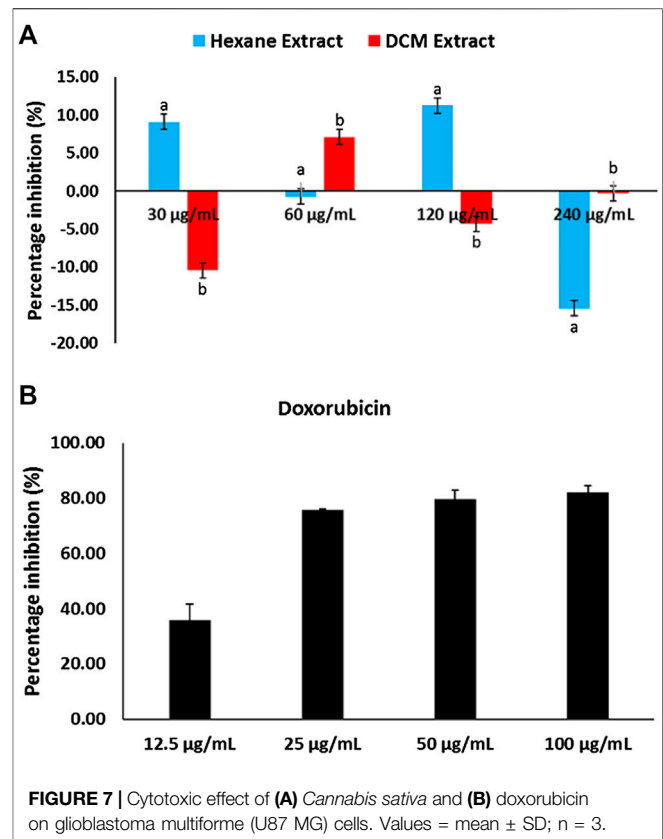 A
Hexane Extract DCM Extract
Percentage inhibition (%)
15.00
10.00
5.00
0.00
-5.00
-10.00
-15.00
-20.00
a
b
a
b
a
b
b
a
30 µg/mL 60 µg/mL 120 µg/mL 240 µg/mL
B
Doxorubicin
Percentage inhibition (%)
100.00
80.00
60.00
40.00
20.00
0.00
12.5 µg/mL 25 µg/mL 50 µg/mL 100 µg/mL
FIGURE 7 | Cytotoxic effect of (A) Cannabis sativa and (B) doxorubicin
on glioblastoma multiforme (U87 MG) cells. Values = mean ± SD; n = 3.